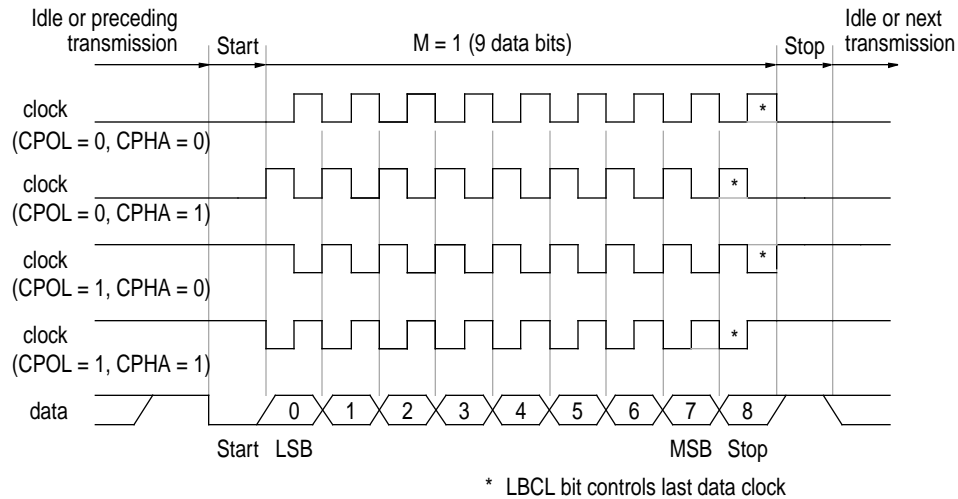 Idle or preceding
transmission
Start
M = 1 (9 data bits)
Stop
Idle or next
transmission
clock
(CPOL = 0, CPHA = 0)
*
clock
(CPOL = 0, CPHA = 1)
*
clock
(CPOL = 1, CPHA = 0)
*
clock
(CPOL = 1, CPHA = 1)
*
data
0 1 2 3 4 5 6 7 8
Start LSB MSB Stop
* LBCL bit controls last data clock